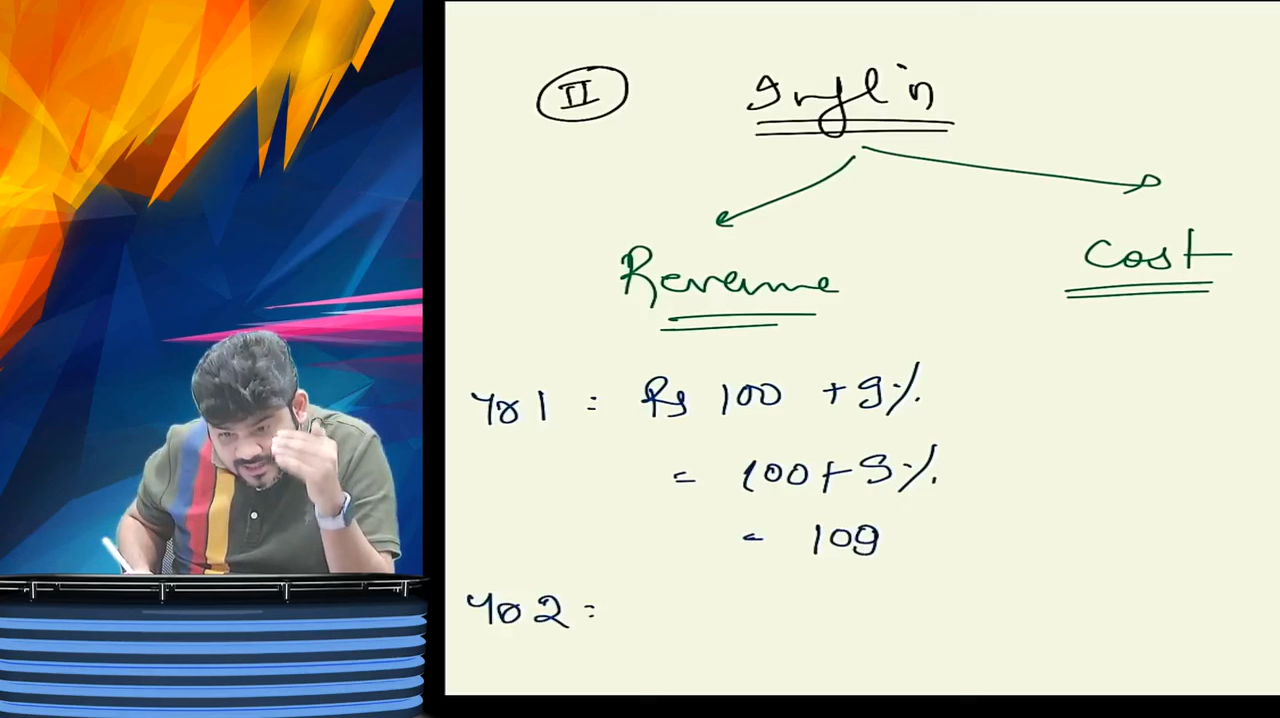 II Infl'n
Revenue Cost
Yr 1 : Rs 100 + 9%
= 100 + 9%
= 109
Yr 2 =